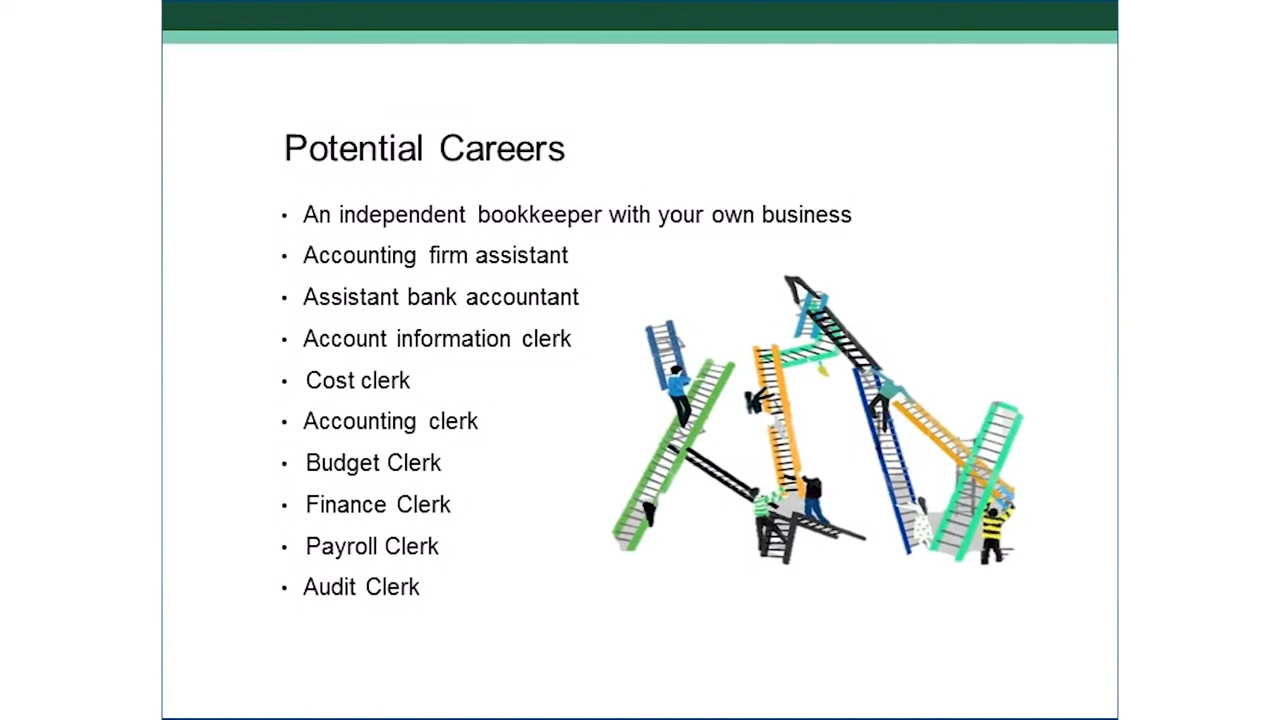 Potential Careers
• An independent bookkeeper with your own business
• Accounting firm assistant
• Assistant bank accountant
• Account information clerk
• Cost clerk
• Accounting clerk
• Budget Clerk
• Finance Clerk
• Payroll Clerk
• Audit Clerk